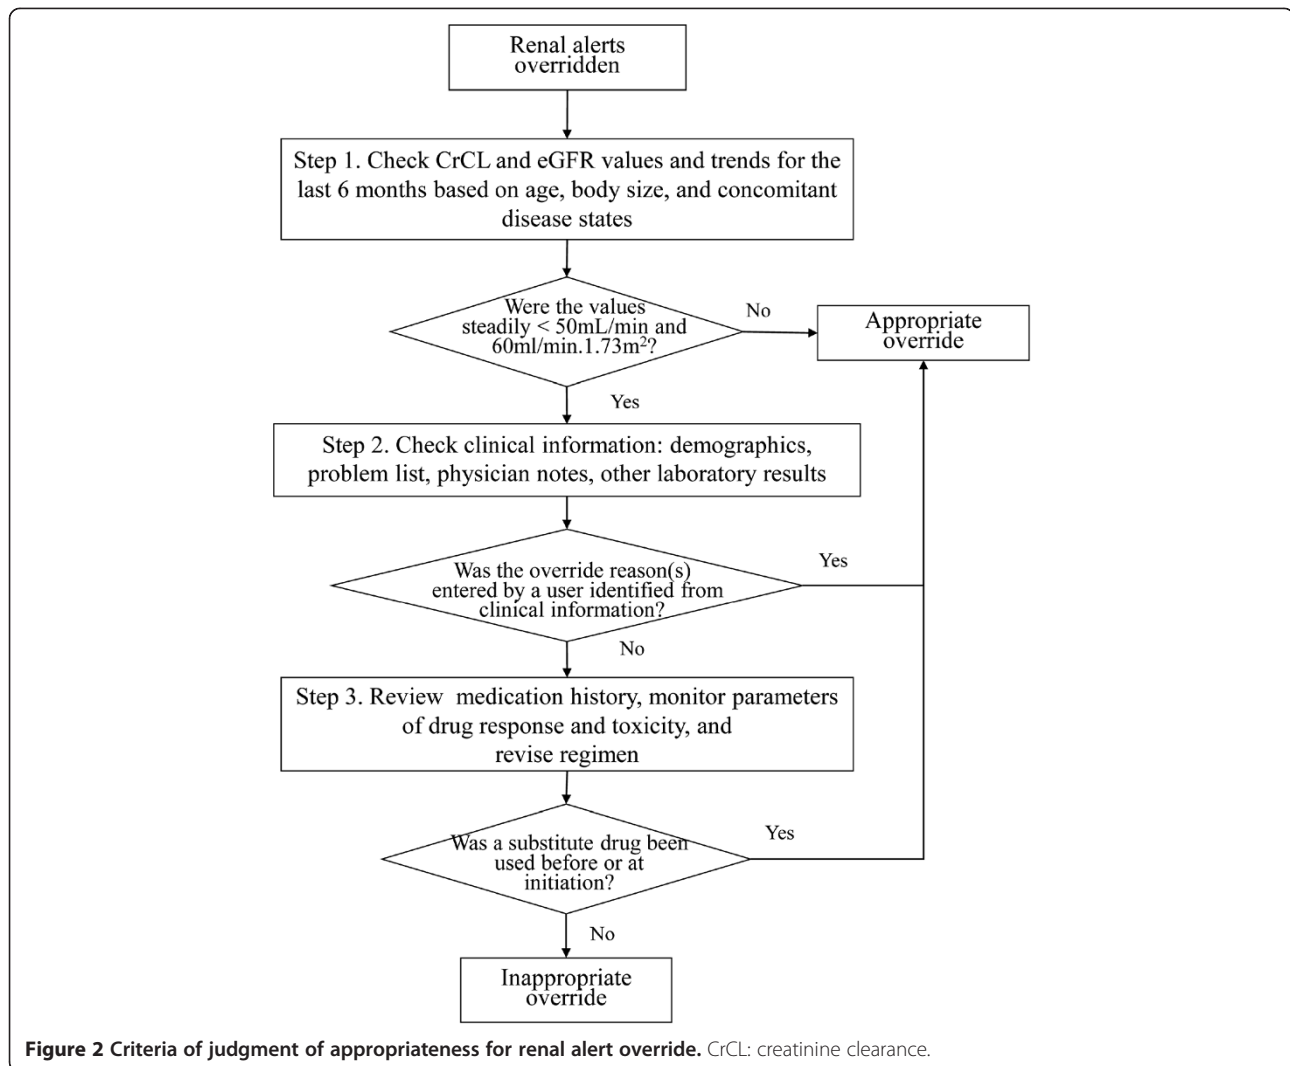 Renal alerts
overridden
Step 1. Check CrCL and eGFR values and trends for the
last 6 months based on age, body size, and concomitant
disease states
Were the values
steadily < 50mL/min and
60ml/min.1.73m²?
No
Appropriate
override
Yes
Step 2. Check clinical information: demographics,
problem list, physician notes, other laboratory results
Was the override reason(s)
entered by a user identified from
clinical information?
Yes
No
Step 3. Review medication history, monitor parameters
of drug response and toxicity, and
revise regimen
Was a substitute drug been
used before or at
initiation?
Yes
No
Inappropriate
override
Figure 2 Criteria of judgment of appropriateness for renal alert override. CrCL: creatinine clearance.